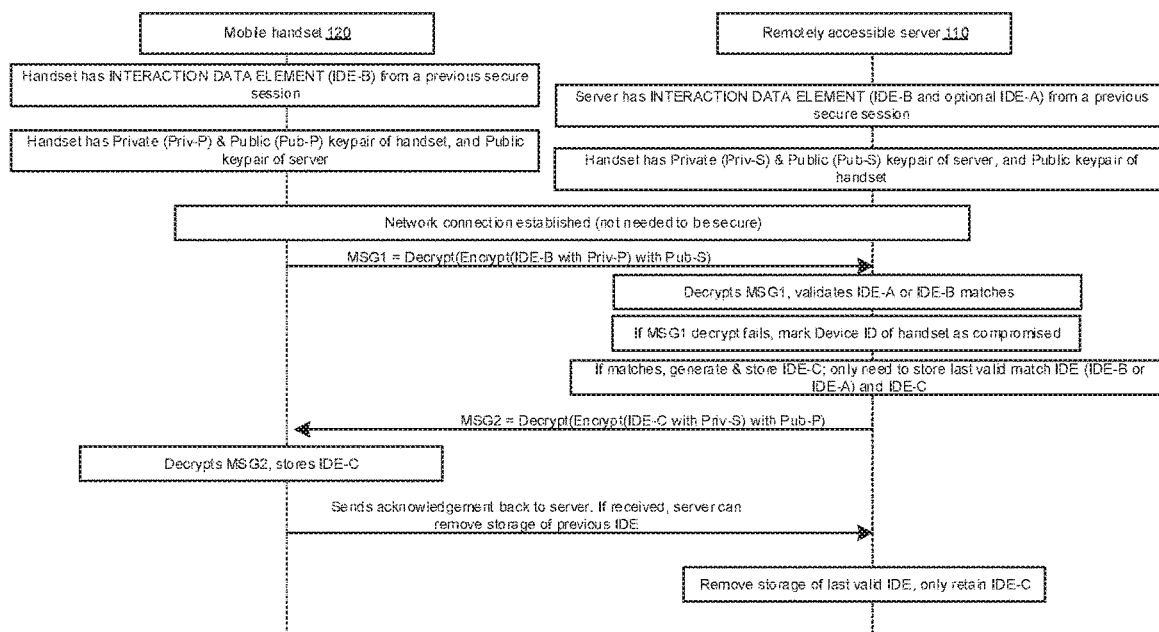 Mobile handset 120
Remotely accessible server 110
Handset has INTERACTION DATA ELEMENT (IDE-B) from a previous secure
session
Server has INTERACTION DATA ELEMENT (IDE-B and optional IDE-A) from a previous
secure session
Handset has Private (Priv-P) & Public (Pub-P) keypair of handset, and Public
keypair of server
Handset has Private (Priv-S) & Public (Pub-S) keypair of server, and Public keypair of
handset
Network connection established (not needed to be secure)
MSG1 = Decrypt(Encrypt(IDE-B with Priv-P) with Pub-S)
Decrypts MSG1, validates IDE-A or IDE-B matches
If MSG1 decrypt fails, mark Device ID of handset as compromised
If matches, generate & store IDE-C; only need to store last valid match IDE (IDE-B or
IDE-A) and IDE-C
MSG2 = Decrypt(Encrypt(IDE-C with Priv-S) with Pub-P)
Decrypts MSG2, stores IDE-C
Sends acknowledgement back to server. If received, server can
remove storage of previous IDE
Remove storage of last valid IDE, only retain IDE-C